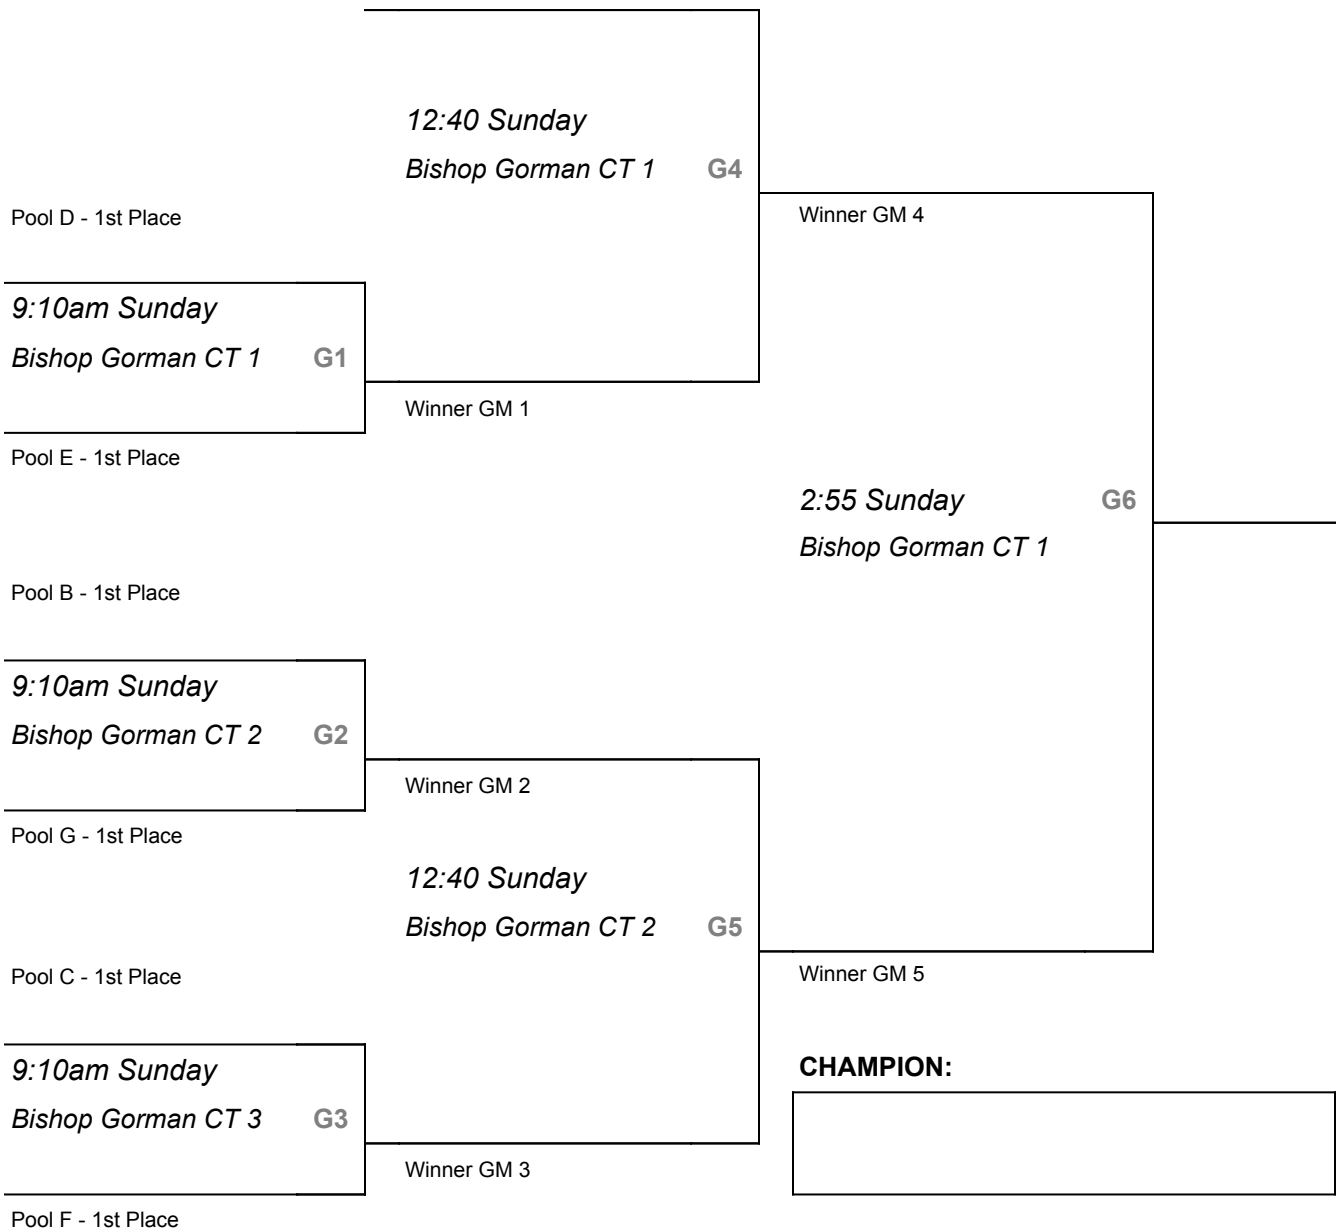 12:40 Sunday
Bishop Gorman CT 1 G4
Pool D - 1st Place
Winner GM 4
9:10am Sunday
Bishop Gorman CT 1 G1
Winner GM 1
Pool E - 1st Place
2:55 Sunday G6
Bishop Gorman CT 1
Pool B - 1st Place
9:10am Sunday
Bishop Gorman CT 2 G2
Winner GM 2
Pool G - 1st Place
12:40 Sunday
Bishop Gorman CT 2 G5
Pool C - 1st Place
Winner GM 5
9:10am Sunday
CHAMPION:
Bishop Gorman CT 3 G3
Winner GM 3
Pool F - 1st Place